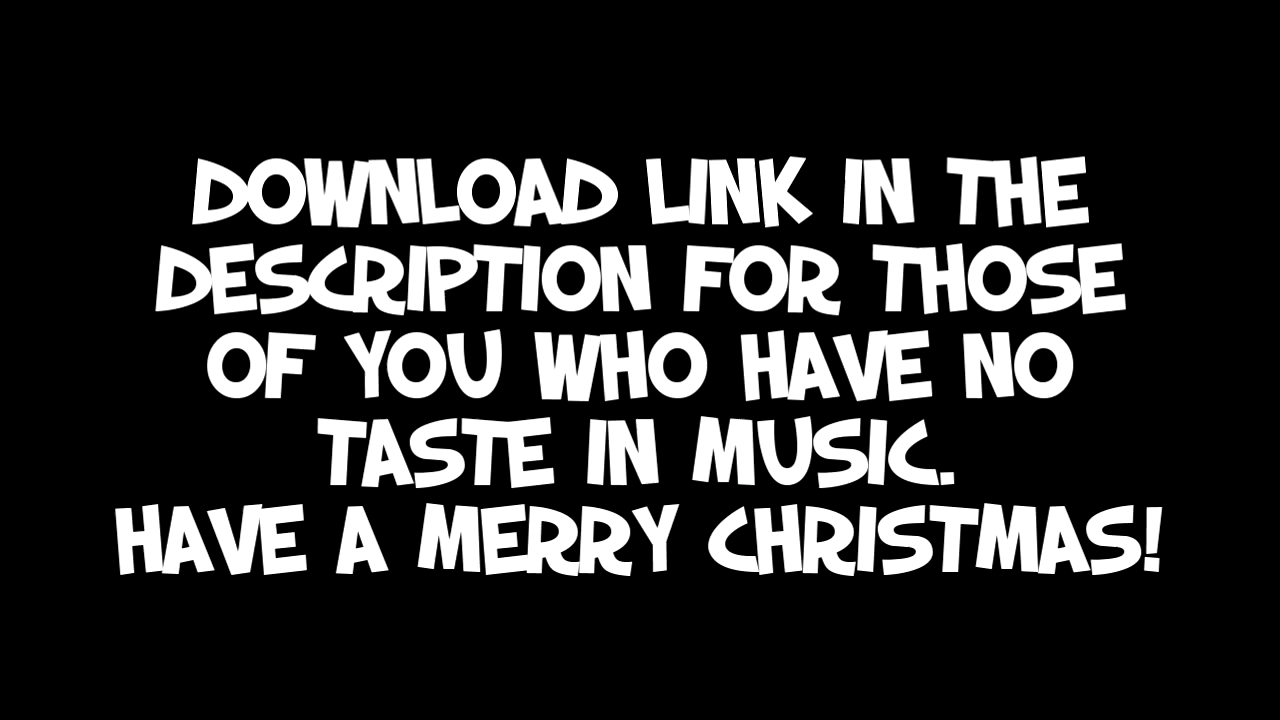 DOWNLOAD LINK IN THE
DESCRIPTION FOR THOSE
OF YOU WHO HAVE NO
TASTE IN MUSIC.
HAVE A MERRY CHRISTMAS!